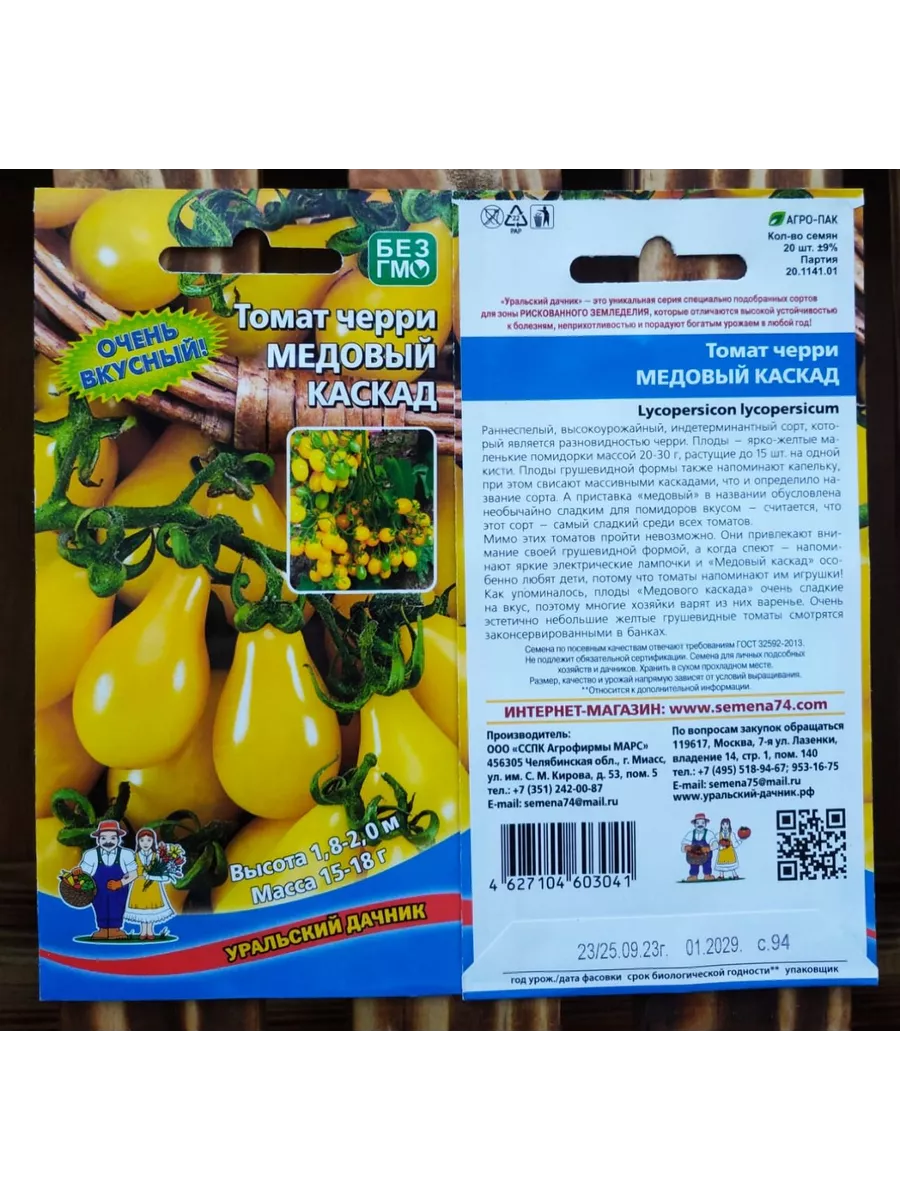 БЕЗ
ГМО
Томат черри
МЕДОВЫЙ
КАСКАД
ОЧЕНЬ
ВКУСНЫЙ!
Высота 1,8-2,0 м
Масса 15-18 г
УРАЛЬСКИЙ ДАЧНИК
22
PAP
АГРО-ПАК
Кол-во семян
20 шт. ±9%
Партия
20.1141.01
«Уральский дачник» — это уникальная серия специально подобранных сортов
для зоны РИСКОВАННОГО ЗЕМЛЕДЕЛИЯ, которые отличаются высокой устойчивостью
к болезням, неприхотливостью и порадуют богатым урожаем в любой год!
Томат черри
МЕДОВЫЙ КАСКАД
Lycopersicon lycopersicum
Раннеспелый, высокоурожайный, индетерминантный сорт, кото-
рый является разновидностью черри. Плоды — ярко-желтые ма-
ленькие помидорки массой 20-30 г, растущие до 15 шт. на одной
кисти. Плоды грушевидной формы также напоминают капельку,
при этом свисают массивными каскадами, что и определило на-
звание сорта. А приставка «медовый» в названии обусловлена
необычайно сладким для помидоров вкусом — считается, что
этот сорт — самый сладкий среди всех томатов.
Мимо этих томатов пройти невозможно. Они привлекают вни-
мание своей грушевидной формой, а когда спеют — напоми-
нают яркие электрические лампочки и «Медовый каскад» осо-
бенно любят дети, потому что томаты напоминают им игрушки!
Как упоминалось, плоды «Медового каскада» очень сладкие
на вкус, поэтому многие хозяйки варят из них варенье. Очень
эстетично небольшие желтые грушевидные томаты смотрятся
законсервированными в банках.
Семена по посевным качествам отвечают требованиям ГОСТ 32592-2013.
Не подлежит обязательной сертификации. Семена для личных подсобных
хозяйств и дачников. Хранить в сухом прохладном месте.
Размер, качество и урожай напрямую зависят от условий выращивания.
**Относится к дополнительной информации.
ИНТЕРНЕТ-МАГАЗИН: www.semena74.com
Производитель:
ООО «ССПК Агрофирмы МАРС»
456305 Челябинская обл., г. Миасс,
ул. им. С. М. Кирова, д. 53, пом. 5
тел.: +7 (351) 242-00-87
E-mail: semena74@mail.ru
По вопросам закупок обращаться
119617, Москва, 7-я ул. Лазенки,
владение 14, стр. 1, пом. 140
тел.: +7 (495) 518-94-67; 953-16-75
E-mail: semena75@mail.ru
www.уральский-дачник.рф
4 627104 603041
23/25.09.23г. 01.2029. с.94
год урож./дата фасовки срок биологической годности** упаковщик